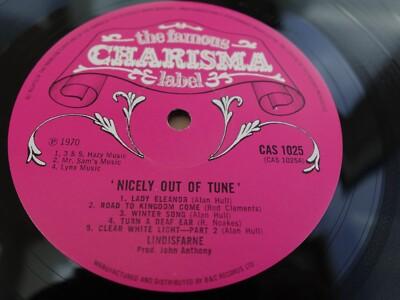 the famous
CHARISMA
label
℗ 1970
1, 3 & 5. Hazy Music
2. Mr. Sam's Music
4. Lynx Music
CAS 1025
(CAS 1025A)
'NICELY OUT OF TUNE'
1. LADY ELEANOR (Alan Hull)
2. ROAD TO KINGDOM COME (Rod Clements)
3. WINTER SONG (Alan Hull)
4. TURN A DEAF EAR (R. Noakes)
5. CLEAR WHITE LIGHT—PART 2 (Alan Hull)
LINDISFARNE
Prod. John Anthony
MANUFACTURED AND DISTRIBUTED BY B&C RECORDS LTD